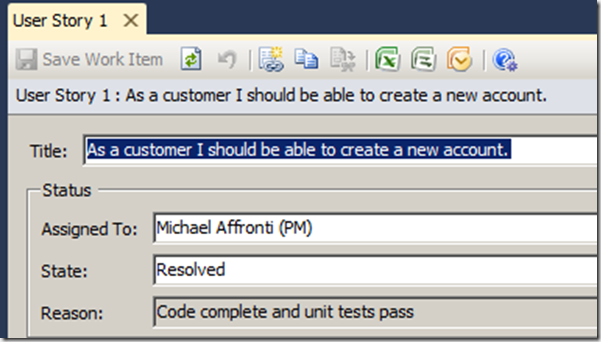 User Story 1
Save Work Item
User Story 1 : As a customer I should be able to create a new account.
Title: As a customer I should be able to create a new account.
Status
Assigned To: Michael Affronti (PM)
State: Resolved
Reason: Code complete and unit tests pass